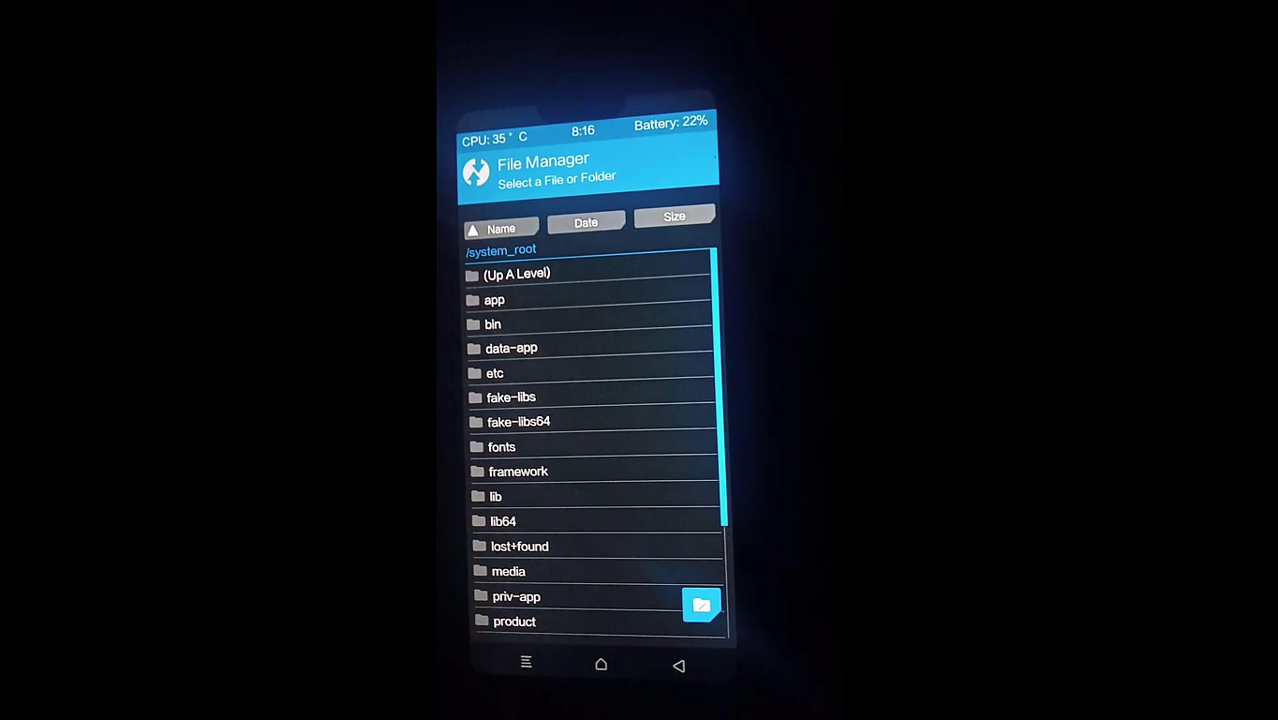 CPU: 35 ° C 8:16 Battery: 22%
File Manager
Select a File or Folder
Name Date Size
/system_root
(Up A Level)
app
bin
data-app
etc
fake-libs
fake-libs64
fonts
framework
lib
lib64
lost+found
media
priv-app
product